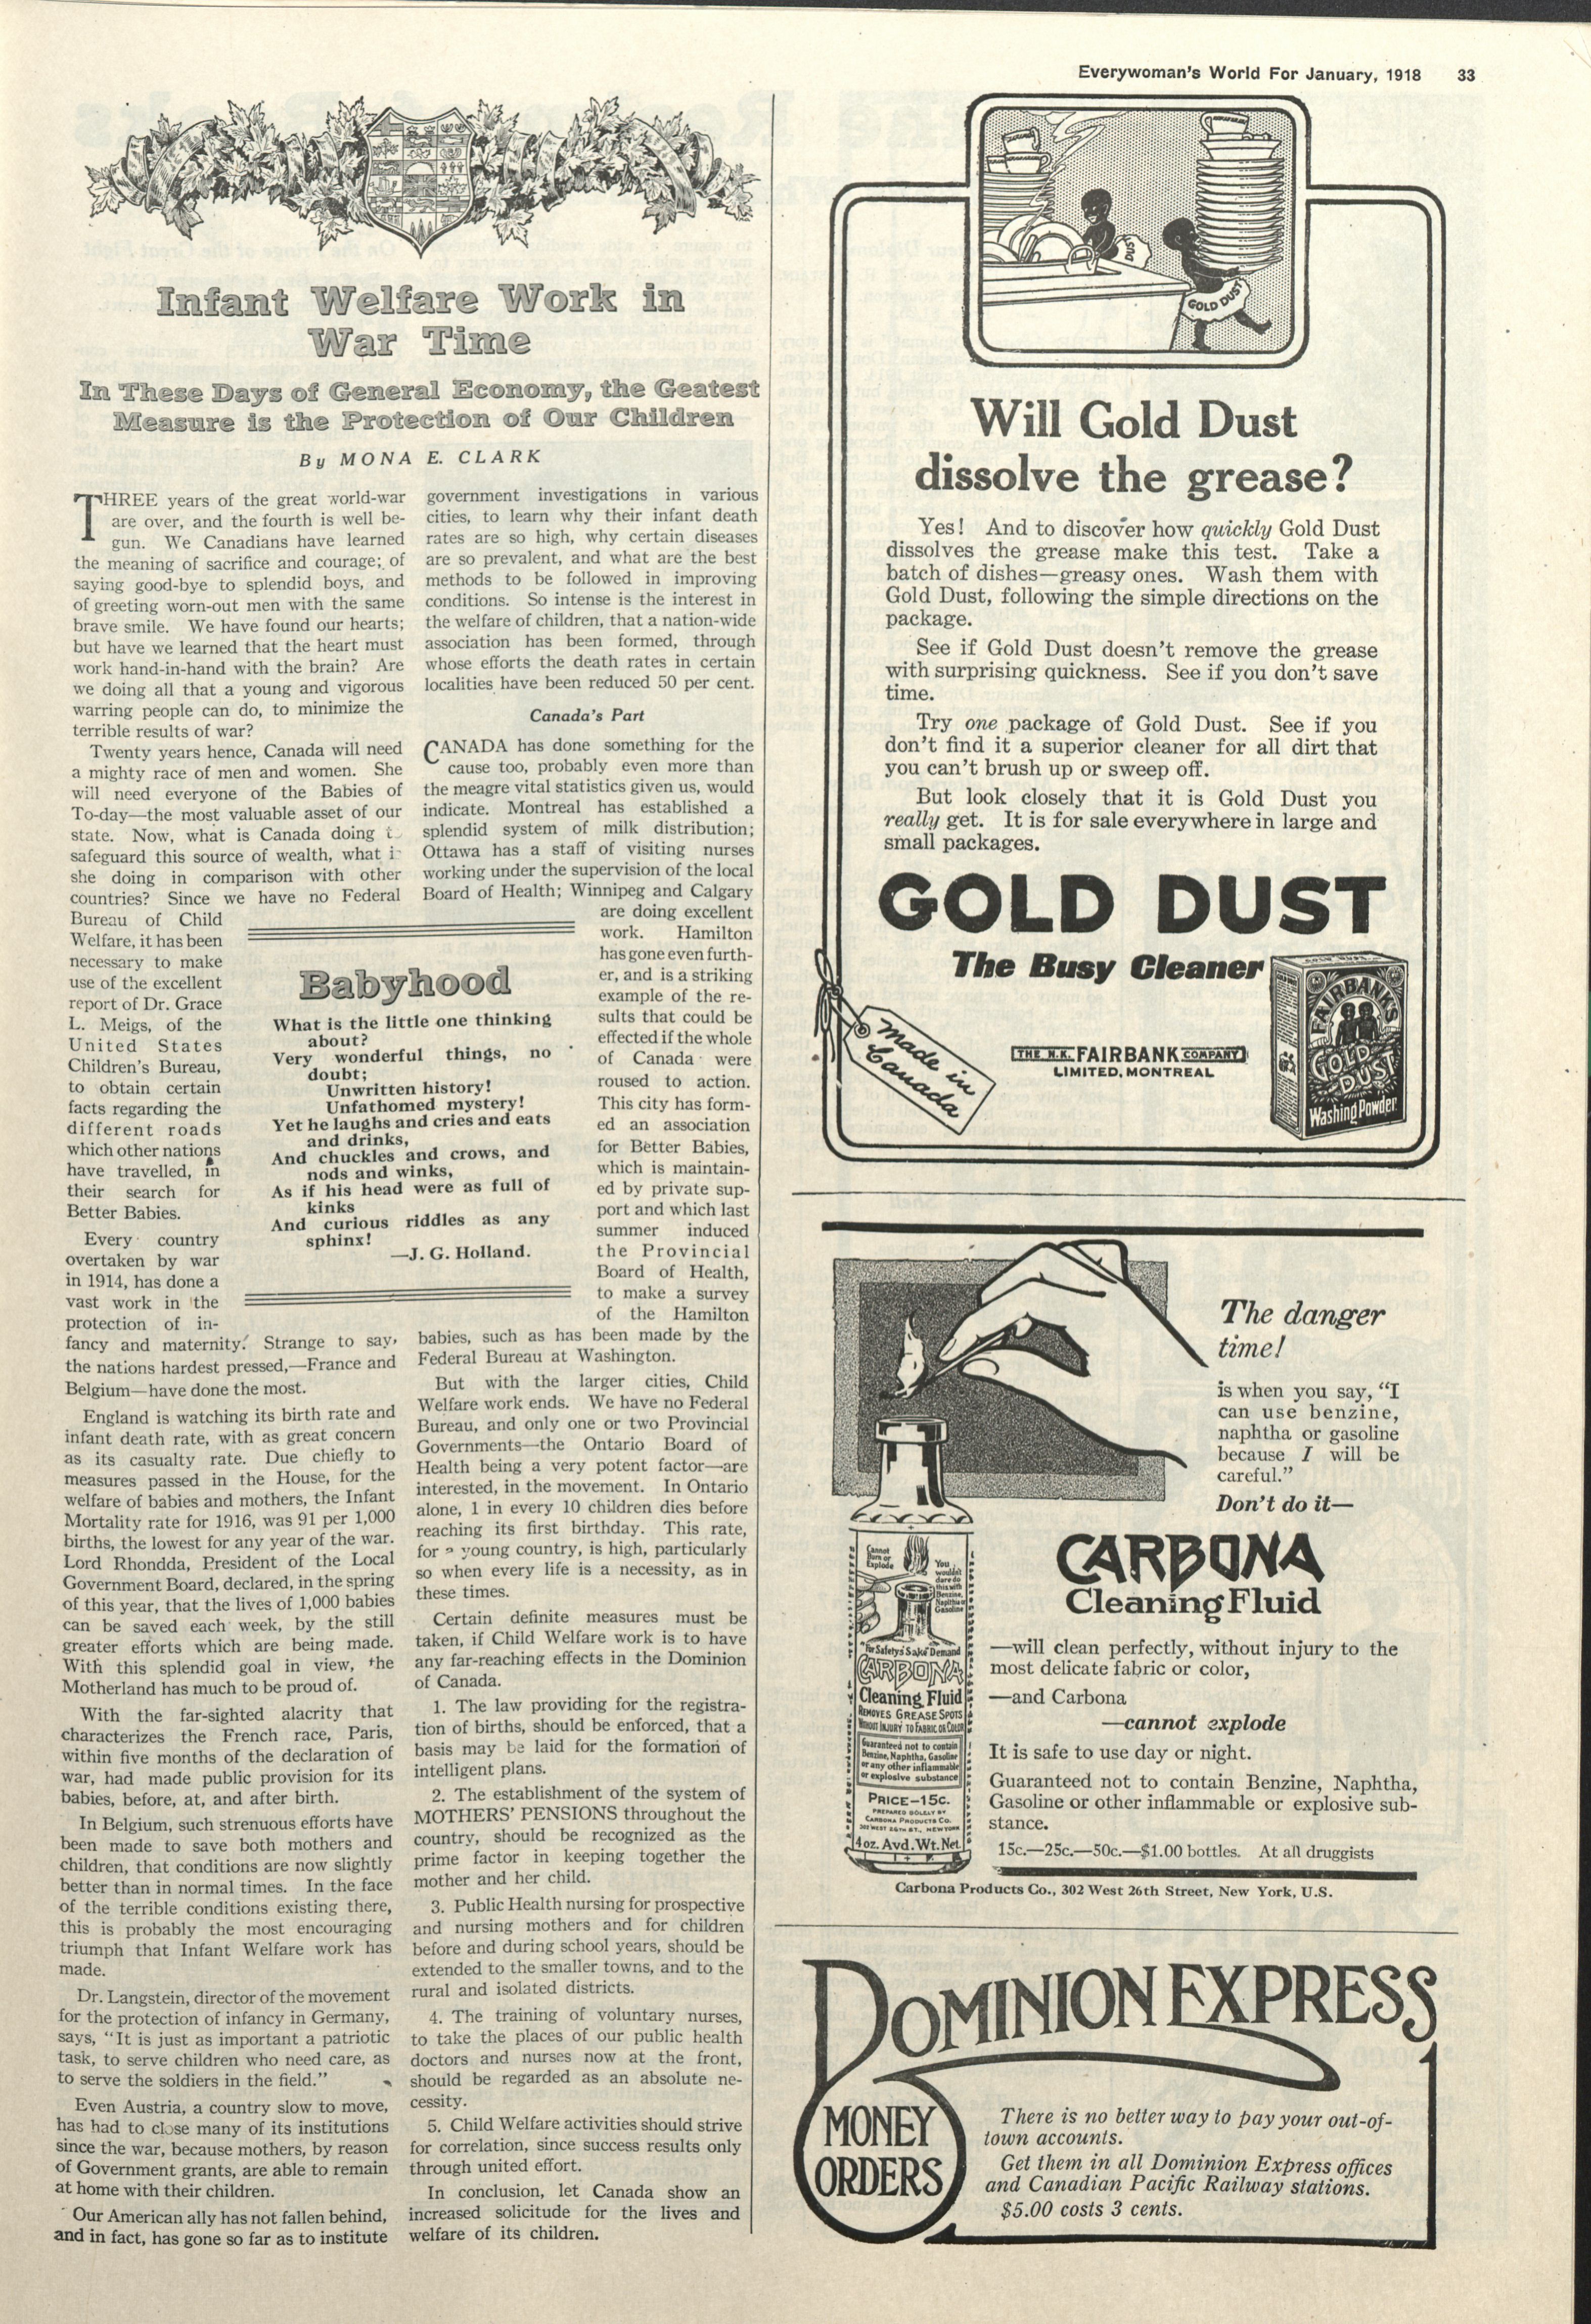 Everywoman's World For January, 1918 33
Infant Welfare Work in
War Time
In These Days of General Economy, the Geatest
Measure is the Protection of Our Children
By MONA E. CLARK
THREE years of the great world-war
are over, and the fourth is well be-
gun. We Canadians have learned
the meaning of sacrifice and courage; of
saying good-bye to splendid boys, and
of greeting worn-out men with the same
brave smile. We have found our hearts;
but have we learned that the heart must
work hand-in-hand with the brain? Are
we doing all that a young and vigorous
warring people can do, to minimize the
terrible results of war?
Twenty years hence, Canada will need
a mighty race of men and women. She
will need everyone of the Babies of
To-day—the most valuable asset of our
state. Now, what is Canada doing t
safeguard this source of wealth, what i
she doing in comparison with other
countries? Since we have no Federal
Bureau of Child
Welfare, it has been
necessary to make
use of the excellent
report of Dr. Grace
L. Meigs, of the
United States
Children's Bureau,
to obtain certain
facts regarding the
different roads
which other nations
have travelled, in
their search for
Better Babies.
Every country
overtaken by war
in 1914, has done a
vast work in the
protection of in-
fancy and maternity. Strange to say,
the nations hardest pressed,—France and
Belgium—have done the most.
England is watching its birth rate and
infant death rate, with as great concern
as its casualty rate. Due chiefly to
measures passed in the House, for the
welfare of babies and mothers, the Infant
Mortality rate for 1916, was 91 per 1,000
births, the lowest for any year of the war.
Lord Rhondda, President of the Local
Government Board, declared, in the spring
of this year, that the lives of 1,000 babies
can be saved each week, by the still
greater efforts which are being made.
With this splendid goal in view, the
Motherland has much to be proud of.
With the far-sighted alacrity that
characterizes the French race, Paris,
within five months of the declaration of
war, had made public provision for its
babies, before, at, and after birth.
In Belgium, such strenuous efforts have
been made to save both mothers and
children, that conditions are now slightly
better than in normal times. In the face
of the terrible conditions existing there,
this is probably the most encouraging
triumph that Infant Welfare work has
made.
Dr. Langstein, director of the movement
for the protection of infancy in Germany,
says, "It is just as important a patriotic
task, to serve children who need care, as
to serve the soldiers in the field."
Even Austria, a country slow to move,
has had to close many of its institutions
since the war, because mothers, by reason
of Government grants, are able to remain
at home with their children.
Our American ally has not fallen behind,
and in fact, has gone so far as to institute
government investigations in various
cities, to learn why their infant death
rates are so high, why certain diseases
are so prevalent, and what are the best
methods to be followed in improving
conditions. So intense is the interest in
the welfare of children, that a nation-wide
association has been formed, through
whose efforts the death rates in certain
localities have been reduced 50 per cent.
Canada's Part
CANADA has done something for the
cause too, probably even more than
the meagre vital statistics given us, would
indicate. Montreal has established a
splendid system of milk distribution;
Ottawa has a staff of visiting nurses
working under the supervision of the local
Board of Health; Winnipeg and Calgary
are doing excellent
work. Hamilton
has gone even furth-
er, and is a striking
example of the re-
sults that could be
effected if the whole
of Canada were
roused to action.
This city has form-
ed an association
for Better Babies,
which is maintain-
ed by private sup-
port and which last
summer induced
the Provincial
Board of Health,
to make a survey
of the Hamilton
babies, such as has been made by the
Federal Bureau at Washington.
But with the larger cities, Child
Welfare work ends. We have no Federal
Bureau, and only one or two Provincial
Governments—the Ontario Board of
Health being a very potent factor—are
interested, in the movement. In Ontario
alone, 1 in every 10 children dies before
reaching its first birthday. This rate,
for a young country, is high, particularly
so when every life is a necessity, as in
these times.
Certain definite measures must be
taken, if Child Welfare work is to have
any far-reaching effects in the Dominion
of Canada.
1. The law providing for the registra-
tion of births, should be enforced, that a
basis may be laid for the formation of
intelligent plans.
2. The establishment of the system of
MOTHERS' PENSIONS throughout the
country, should be recognized as the
prime factor in keeping together the
mother and her child.
3. Public Health nursing for prospective
and nursing mothers and for children
before and during school years, should be
extended to the smaller towns, and to the
rural and isolated districts.
4. The training of voluntary nurses,
to take the places of our public health
doctors and nurses now at the front,
should be regarded as an absolute ne-
cessity.
5. Child Welfare activities should strive
for correlation, since success results only
through united effort.
In conclusion, let Canada show an
increased solicitude for the lives and
welfare of its children.
Babyhood
What is the little one thinking
about?
Very wonderful things, no
doubt;
Unwritten history!
Unfathomed mystery!
Yet he laughs and cries and eats
and drinks,
And chuckles and crows, and
nods and winks,
As if his head were as full of
kinks
And curious riddles as any
sphinx!
—J. G. Holland.
DUST
GOLD DUST
Will Gold Dust
dissolve the grease?
Yes! And to discover how quickly Gold Dust
dissolves the grease make this test. Take a
batch of dishes—greasy ones. Wash them with
Gold Dust, following the simple directions on the
package.
See if Gold Dust doesn't remove the grease
with surprising quickness. See if you don't save
time.
Try one package of Gold Dust. See if you
don't find it a superior cleaner for all dirt that
you can't brush up or sweep off.
But look closely that it is Gold Dust you
really get. It is for sale everywhere in large and
small packages.
GOLD DUST
The Busy Cleaner
Made in
Canada
THE N.K. FAIRBANK COMPANY
LIMITED, MONTREAL
FAIRBANKS
GOLD
DUST
Washing Powder
The danger
time!
is when you say, "I
can use benzine,
naphtha or gasoline
because I will be
careful."
Don't do it—
CARBONA
Cleaning Fluid
—will clean perfectly, without injury to the
most delicate fabric or color,
—and Carbona
—cannot explode
It is safe to use day or night.
Guaranteed not to contain Benzine, Naphtha,
Gasoline or other inflammable or explosive sub-
stance.
15c.—25c.—50c.—$1.00 bottles. At all druggists
Cannot
Burn or
Explode
You
wouldn't
dare do
this with
Benzine,
Naphtha or
Gasoline
"For Safety's Sake" Demand
CARBONA
Cleaning Fluid
REMOVES GREASE SPOTS
WITHOUT INJURY TO FABRIC OR COLOR
Guaranteed not to contain
Benzine, Naphtha, Gasoline
or any other inflammable
or explosive substance
PRICE-15c.
PREPARED SOLELY BY
CARBONA PRODUCTS CO.
302 WEST 26TH ST., NEW YORK
4 oz. Avd. Wt. Net.
Carbona Products Co., 302 West 26th Street, New York, U.S.
DOMINION EXPRESS
MONEY
ORDERS
There is no better way to pay your out-of-
town accounts.
Get them in all Dominion Express offices
and Canadian Pacific Railway stations.
$5.00 costs 3 cents.